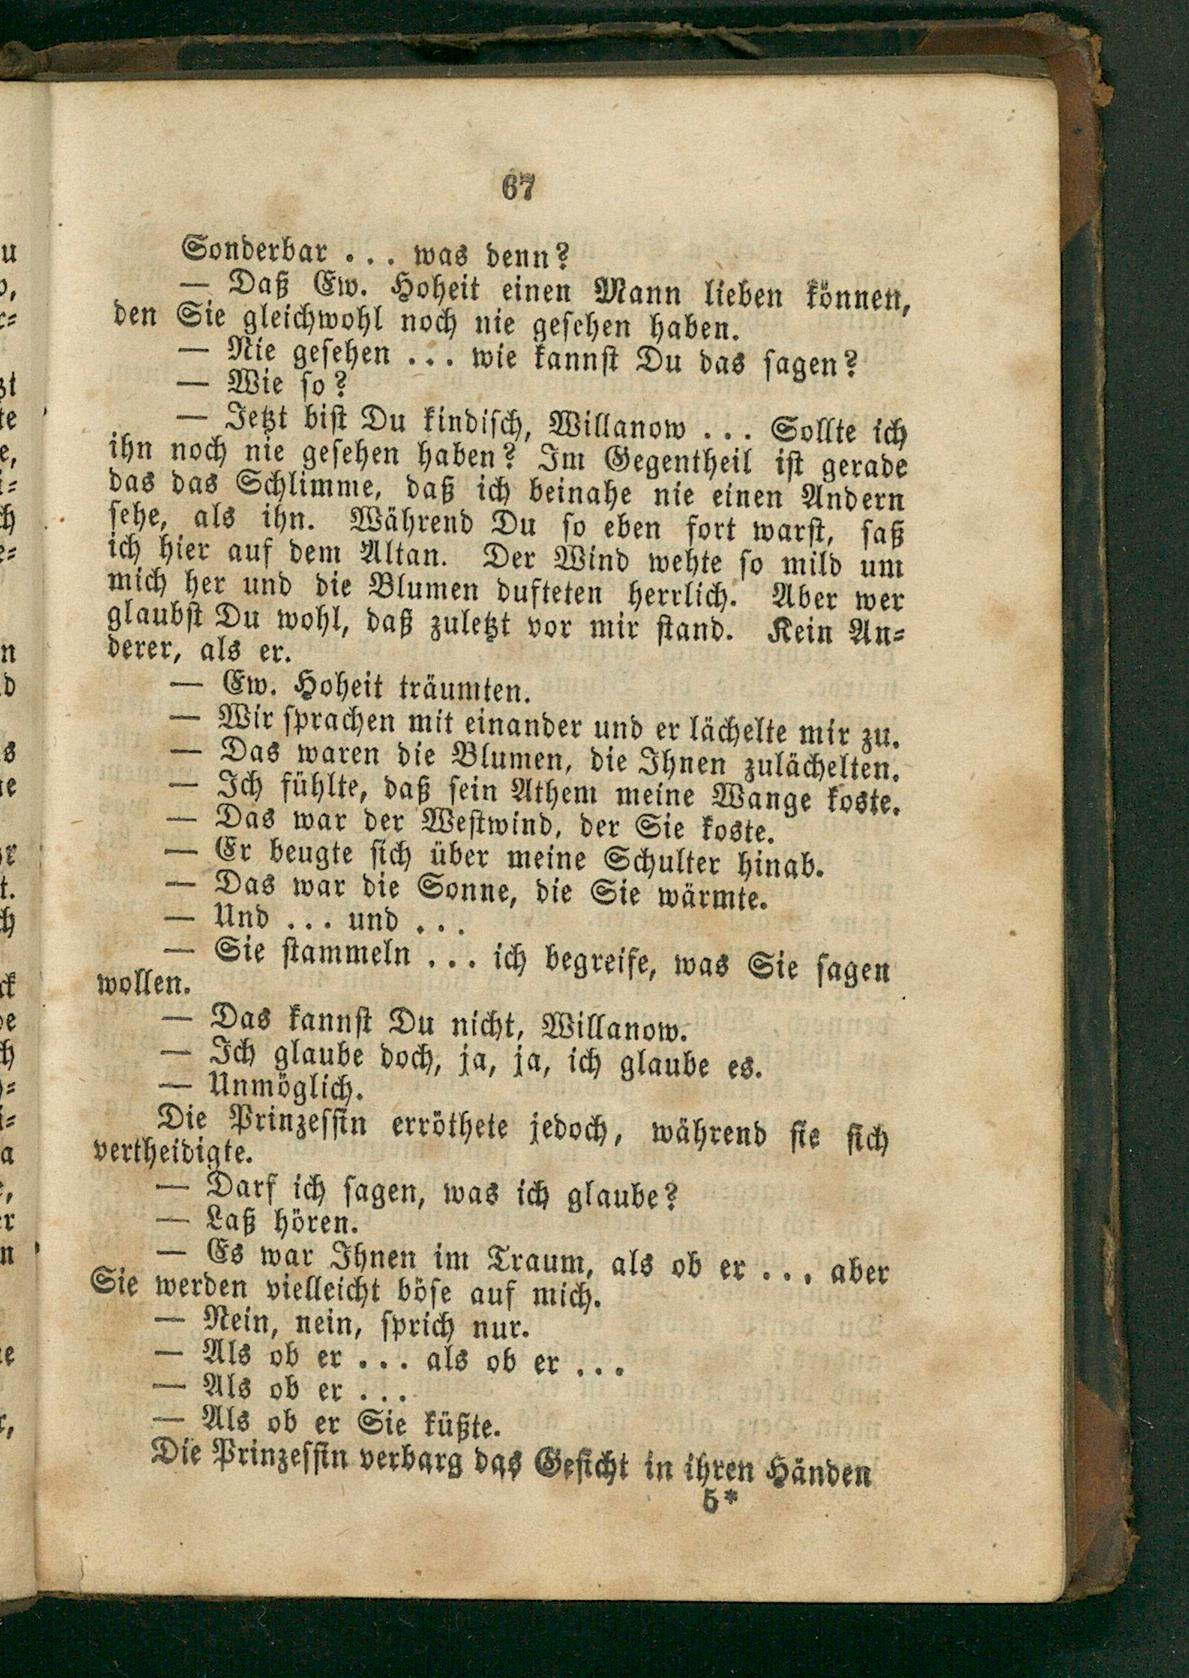 67
Sonderbar . . . was denn?
— Daß Ew. Hoheit einen Mann lieben können,
den Sie gleichwohl noch nie gesehen haben.
— Nie gesehen . . . wie kannst Du das sagen?
— Wie so?
— Jetzt bist Du kindisch, Willanow . . . Sollte ich
ihn noch nie gesehen haben? Im Gegentheil ist gerade
das das Schlimme, daß ich beinahe nie einen Andern
sehe, als ihn. Während Du so eben fort warst, saß
ich hier auf dem Altan. Der Wind wehte so mild um
mich her und die Blumen dufteten herrlich. Aber wer
glaubst Du wohl, daß zuletzt vor mir stand. Kein An-
derer, als er.
— Ew. Hoheit träumten.
— Wir sprachen mit einander und er lächelte mir zu.
— Das waren die Blumen, die Ihnen zulächelten.
— Ich fühlte, daß sein Athem meine Wange koste.
— Das war der Westwind, der Sie koste.
— Er beugte sich über meine Schulter hinab.
— Das war die Sonne, die Sie wärmte.
— Und . . . und . . .
— Sie stammeln . . . ich begreife, was Sie sagen
wollen.
— Das kannst Du nicht, Willanow.
— Ich glaube doch, ja, ja, ich glaube es.
— Unmöglich.
Die Prinzessin erröthete jedoch, während sie sich
vertheidigte.
— Darf ich sagen, was ich glaube?
— Laß hören.
— Es war Ihnen im Traum, als ob er . . . aber
Sie werden vielleicht böse auf mich.
— Nein, nein, sprich nur.
— Als ob er . . . als ob er . . .
— Als ob er . . .
— Als ob er Sie küßte.
Die Prinzessin verbarg das Gesicht in ihren Händen
5*